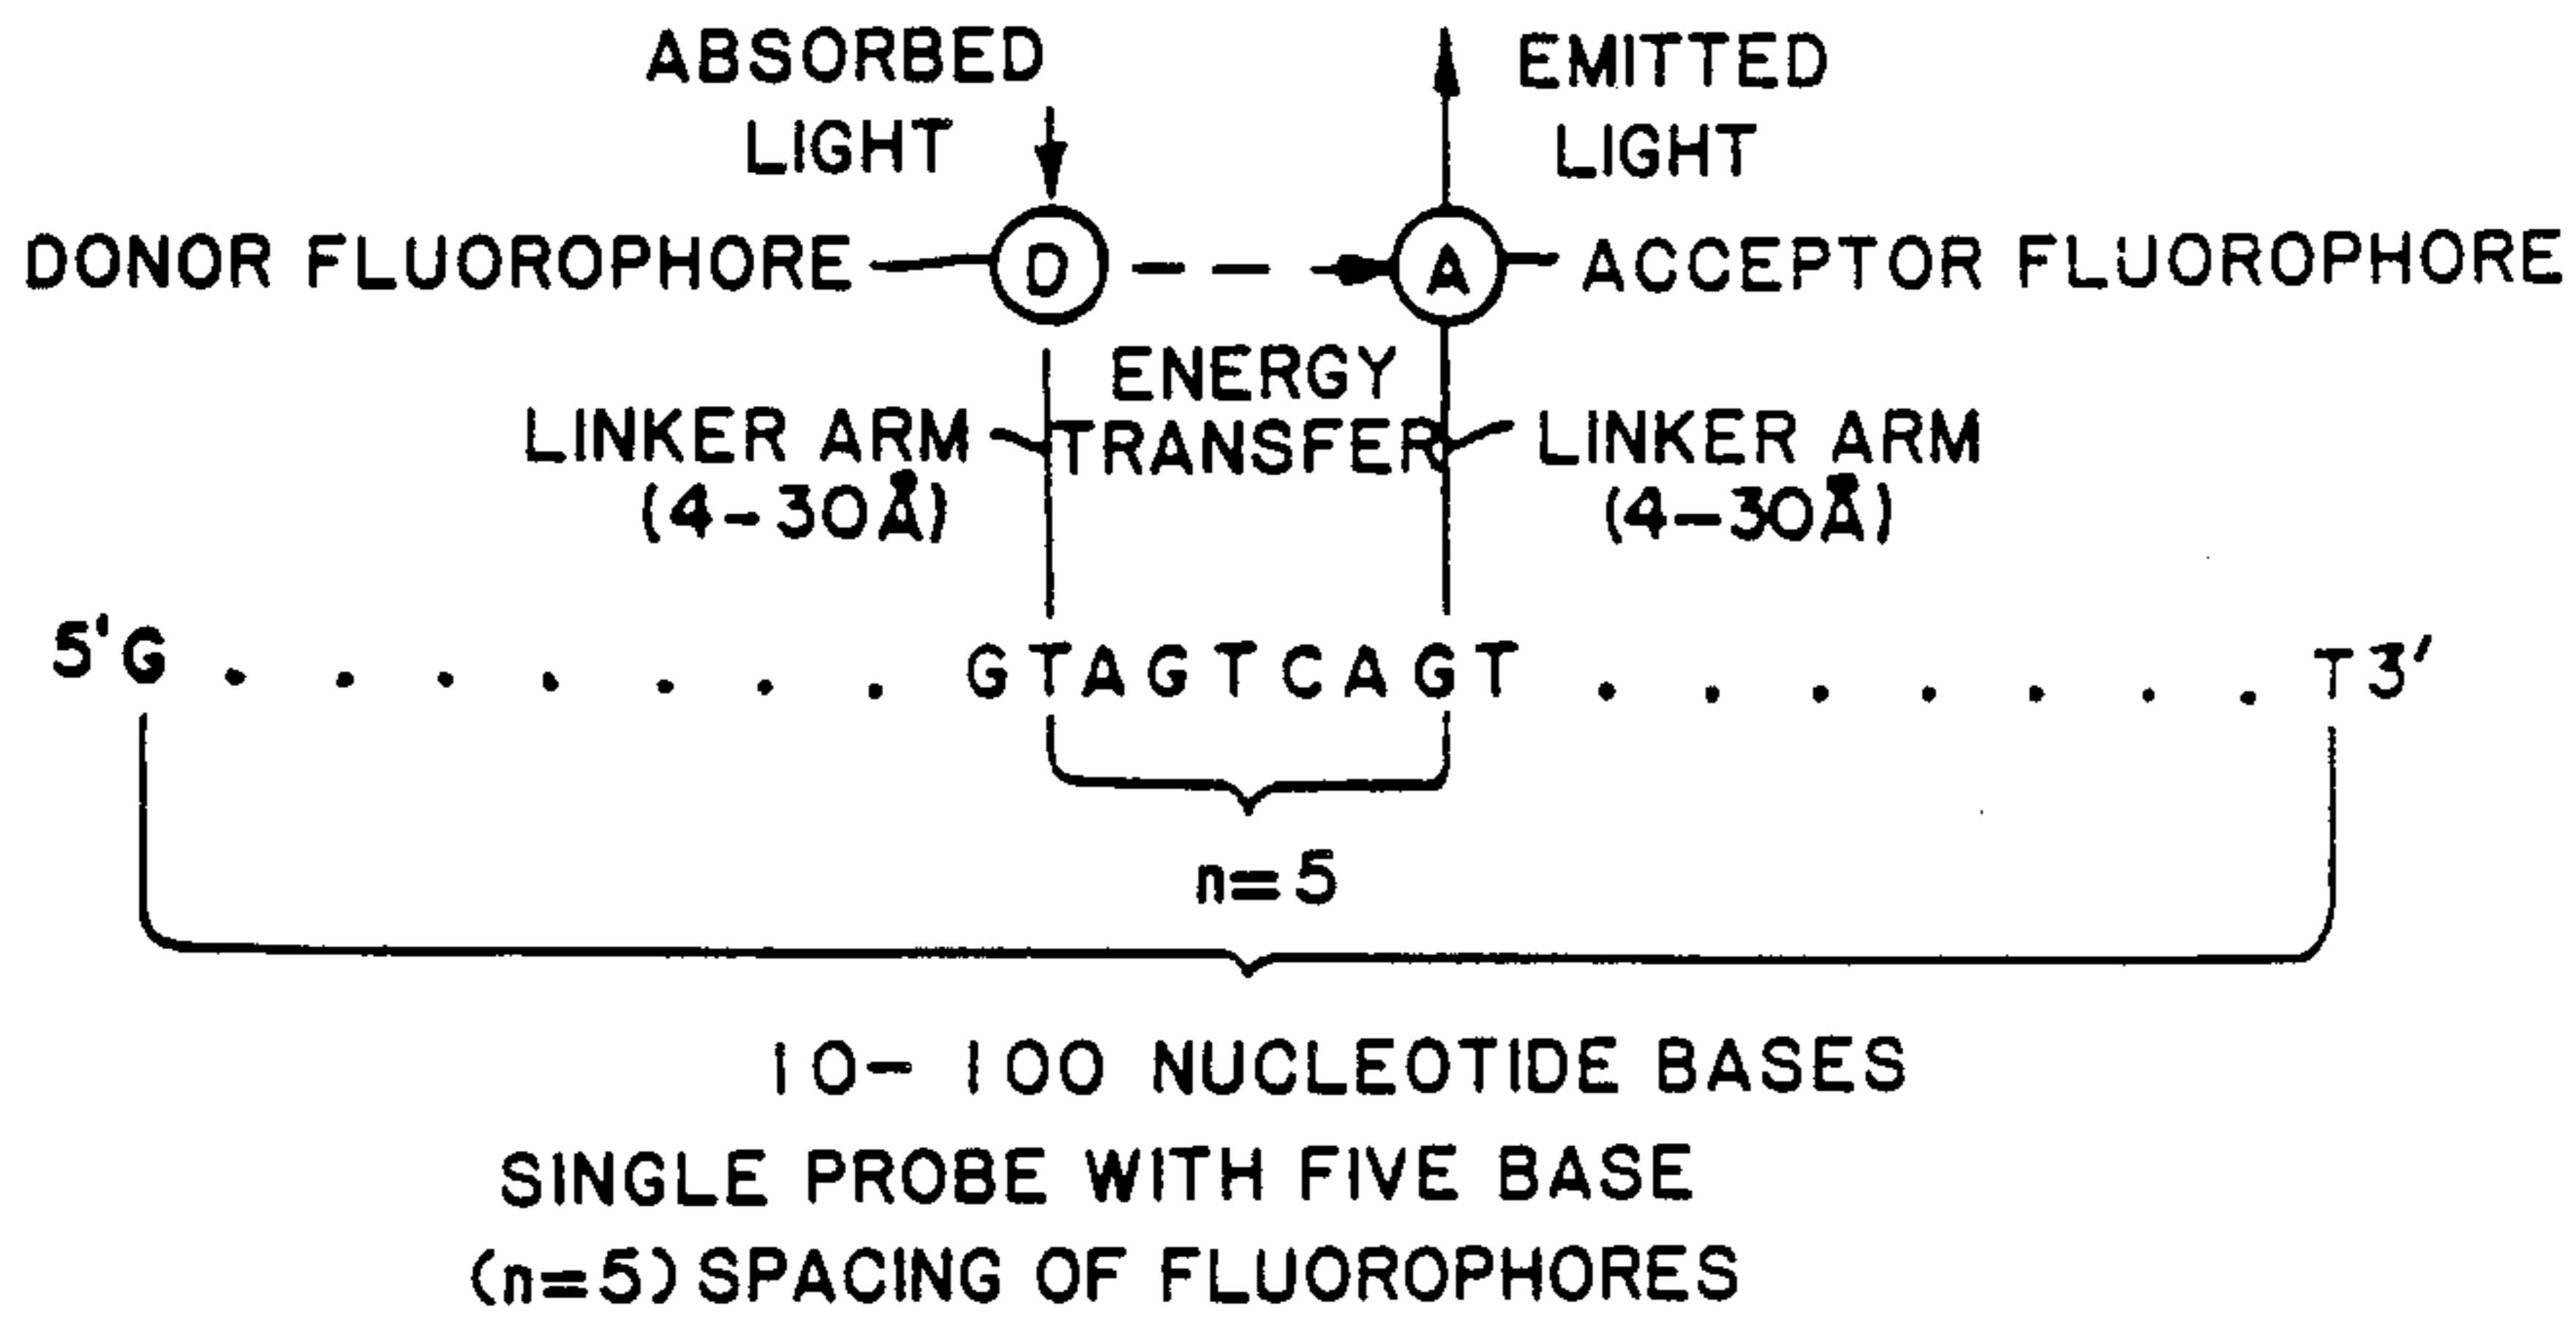 ABSORBED
LIGHT
EMITTED
LIGHT
DONOR FLUOROPHORE
D
A
ACCEPTOR FLUOROPHORE
ENERGY
TRANSFER
LINKER ARM
(4-30Å)
LINKER ARM
(4-30Å)
5'G . . . . . . . GTAGTCAGT . . . . . . . T3'
n=5
10-100 NUCLEOTIDE BASES
SINGLE PROBE WITH FIVE BASE
(n=5) SPACING OF FLUOROPHORES